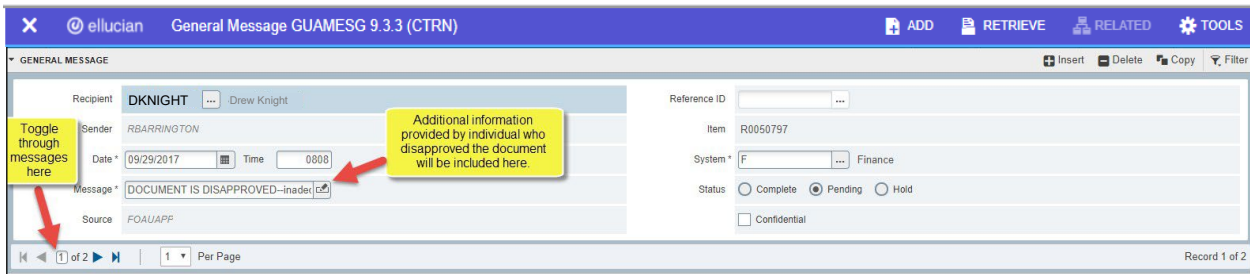 ellucian General Message GUAMESG 9.3.3 (CTRN) ADD RETRIEVE RELATED TOOLS
GENERAL MESSAGE Insert Delete Copy Filter
Recipient DKNIGHT ... Drew Knight Reference ID ...
Toggle
through
messages
here
Additional information
provided by individual who
disapproved the document
will be included here.
Sender RBARRINGTON Item R0050797
Date * 09/29/2017 Time 0808 System * F ... Finance
Message * DOCUMENT IS DISAPPROVED--inadec Status Complete Pending Hold
Source FOAUAPP Confidential
1 of 2 1 Per Page Record 1 of 2